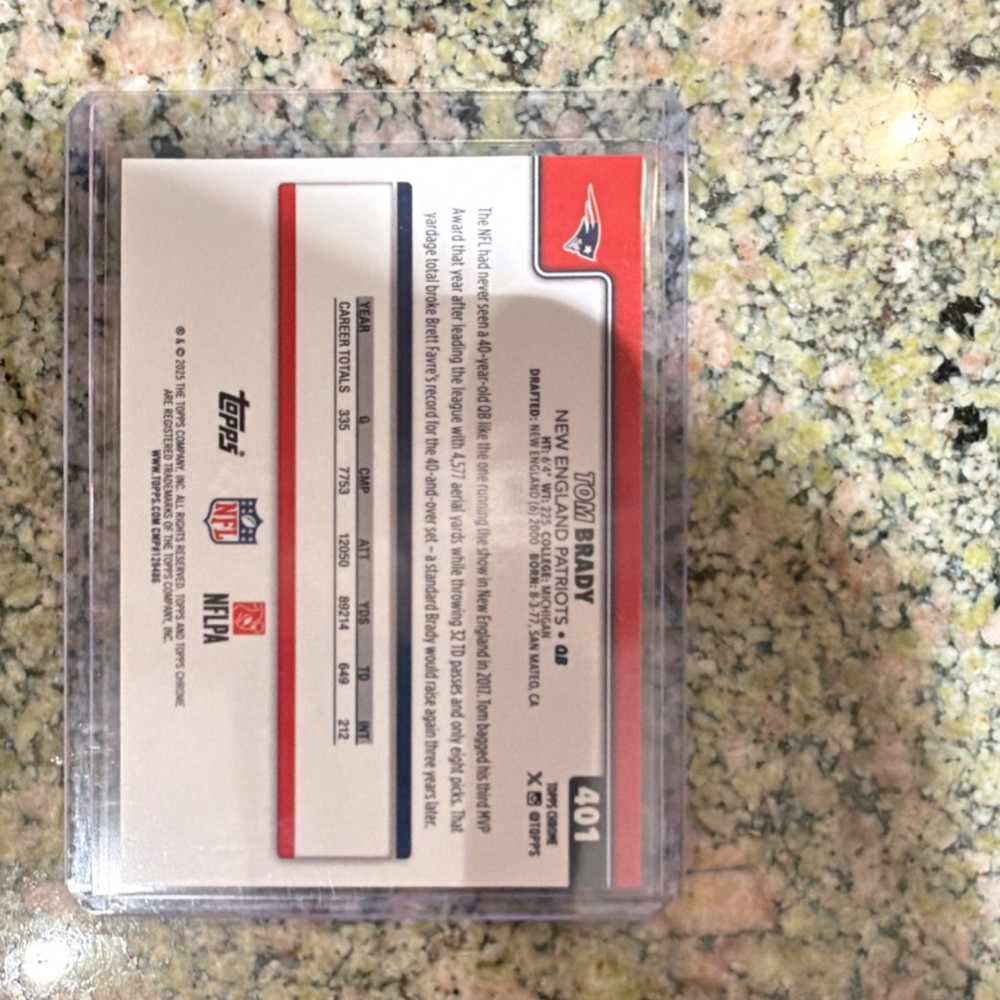 401
TOPPS CHROME
X @TOPPS
TOM BRADY
NEW ENGLAND PATRIOTS • QB
HT: 6'4" WT: 225 COLLEGE: MICHIGAN
DRAFTED: NEW ENGLAND (6) 2000 BORN: 8-3-77, SAN MATEO, CA
The NFL had never seen a 40-year-old QB like the one running the show in New England in 2017. Tom bagged his third MVP
Award that year after leading the league with 4,577 aerial yards while throwing 32 TD passes and only eight picks. That
yardage total broke Brett Favre's record for the 40-and-over set – a standard Brady would raise again three years later.
YEAR G CMP ATT YDS TD INT
CAREER TOTALS 335 7753 12050 89214 649 212
topps
NFL
NFLPA
® & © 2025 THE TOPPS COMPANY, INC. ALL RIGHTS RESERVED. TOPPS AND TOPPS CHROME
ARE REGISTERED TRADEMARKS OF THE TOPPS COMPANY, INC.
WWW.TOPPS.COM CMP#128486